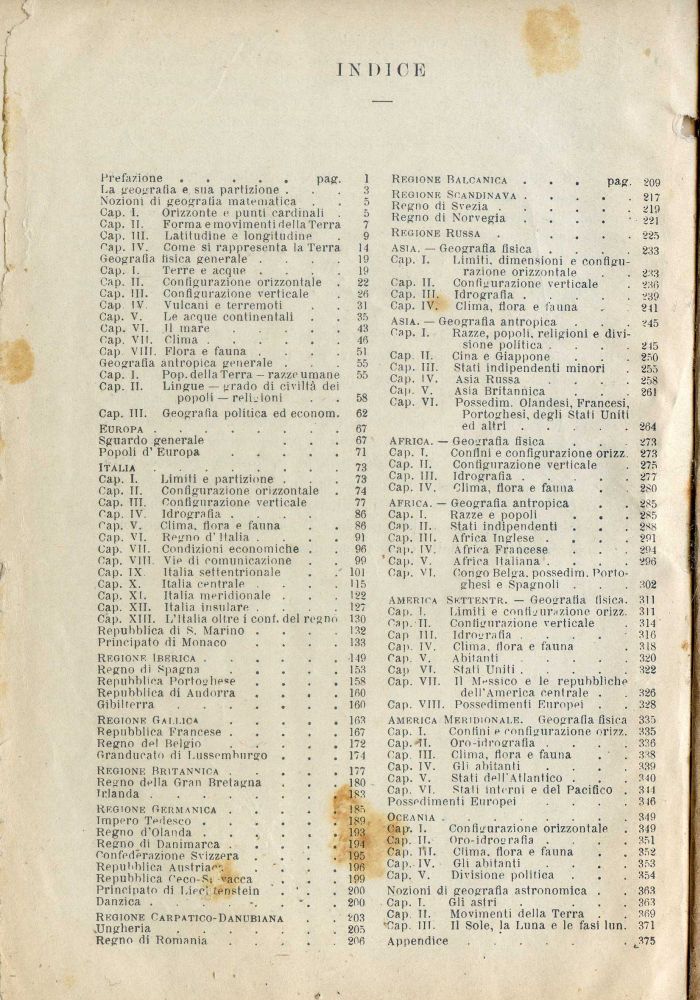 INDICE
Prefazione . . . . . pag. 1
La geografia e sua partizione . . . 3
Nozioni di geografia matematica . . 5
Cap. I. Orizzonte e punti cardinali . 5
Cap. II. Forma e movimenti della Terra 7
Cap. III. Latitudine e longitudine . 9
Cap. IV. Come si rappresenta la Terra 14
Geografia fisica generale . . . . 19
Cap. I. Terre e acque . . . . 19
Cap. II. Configurazione orizzontale . 22
Cap. III. Configurazione verticale . 26
Cap IV. Vulcani e terremoti . . 31
Cap. V. Le acque continentali . . 35
Cap. VI. Il mare . . . . 43
Cap. VII. Clima . . . . . 46
Cap. VIII. Flora e fauna . . . . 51
Geografia antropica generale . . . 55
Cap. I. Pop. della Terra — razze umane 55
Cap. II. Lingue — grado di civiltà dei
popoli — religioni . . 58
Cap. III. Geografia politica ed econom. 62
EUROPA . . . . . . . 67
Sguardo generale . . . 67
Popoli d' Europa . . . . 71
ITALIA . . . . . . . 73
Cap. I. Limiti e partizione . . . 73
Cap. II. Configurazione orizzontale . 74
Cap. III. Configurazione verticale . 77
Cap. IV. Idrografia . . . . 86
Cap. V. Clima, flora e fauna . . 86
Cap. VI. Regno d' Italia . . . 91
Cap. VII. Condizioni economiche . . 96
Cap. VIII. Vie di comunicazione . . 99
Cap. IX. Italia settentrionale . . 101
Cap. X. Italia centrale . . . . 115
Cap. XI. Italia meridionale . . . 122
Cap. XII. Italia insulare . . . . 127
Cap. XIII. L'Italia oltre i conf. del regno 130
Repubblica di S. Marino . . . . 132
Principato di Monaco . . . . 133
REGIONE IBERICA . . . . . 149
Regno di Spagna . . . . . 153
Repubblica Portoghese . . . . 158
Repubblica di Andorra . . . . 160
Gibilterra . . . . . . 160
REGIONE GALLICA . . . . . 163
Repubblica Francese . . . . . 167
Regno del Belgio . . . . . 172
Granducato di Lussemburgo . . . 174
REGIONE BRITANNICA . . . . . 177
Regno della Gran Bretagna . . . 180
Irlanda . . . . . . . 183
REGIONE GERMANICA . . . . . 185
Impero Tedesco . . . . . 189
Regno d'Olanda . . . . . 193
Regno di Danimarca . . . . . 194
Confederazione Svizzera . . . . 195
Repubblica Austriaca . . . . 196
Repubblica Ceco-Slovacca . . . 199
Principato di Liechtenstein . . . 200
Danzica . . . . . . . 200
REGIONE CARPATICO-DANUBIANA . . 203
Ungheria . . . . . . 205
Regno di Romania . . . . . 206
REGIONE BALCANICA . . . pag. 209
REGIONE SCANDINAVA . . . . . 217
Regno di Svezia . . . . . 219
Regno di Norvegia . . . . . 221
REGIONE RUSSA . . . . . . 225
ASIA. — Geografia fisica . . . . 233
Cap. I. Limiti, dimensioni e configu-
razione orizzontale . . 233
Cap. II. Configurazione verticale . 236
Cap. III. Idrografia . . . . . 239
Cap. IV. Clima, flora e fauna . . 241
ASIA. — Geografia antropica . . . 245
Cap. I. Razze, popoli, religioni e divi-
sione politica . . . . 245
Cap. II. Cina e Giappone . . . 250
Cap. III. Stati indipendenti minori . 255
Cap. IV. Asia Russa . . . . 258
Cap. V. Asia Britannica . . . 261
Cap. VI. Possedim. Olandesi, Francesi,
Portoghesi, degli Stati Uniti
ed altri . . . . . 264
AFRICA. — Geografia fisica . . . 273
Cap. I. Confini e configurazione orizz. 273
Cap. II. Configurazione verticale . 275
Cap. III. Idrografia . . . . . 277
Cap. IV. Clima, flora e fauna . . 280
AFRICA. — Geografia antropica . . 285
Cap. I. Razze e popoli . . . 285
Cap. II. Stati indipendenti . . . 288
Cap. III. Africa Inglese . . . . 291
Cap. IV. Africa Francese . . . 294
Cap. V. Africa Italiana . . . . 296
Cap. VI. Congo Belga, possedim. Porto-
ghesi e Spagnoli . . . 302
AMERICA SETTENTR. — Geografia fisica. 311
Cap. I. Limiti e configurazione orizz. 311
Cap. II. Configurazione verticale . 314
Cap III. Idrografia . . . . . 316
Cap. IV. Clima, flora e fauna . . 318
Cap. V. Abitanti . . . . . 320
Cap VI. Stati Uniti . . . . . 322
Cap. VII. Il Messico e le repubbliche
dell'America centrale . . 326
Cap. VIII. Possedimenti Europei . . 328
AMERICA MERIDIONALE. Geografia fisica 335
Cap. I. Confini e configurazione orizz. 335
Cap. II. Oro-idrografia . . . . 336
Cap. III. Clima, flora e fauna . . 338
Cap. IV. Gli abitanti . . . . 339
Cap. V. Stati dell'Atlantico . . . 340
Cap. VI. Stati interni e del Pacifico . 344
Possedimenti Europei . . . . 346
OCEANIA . . . . . . . 349
Cap. I. Configurazione orizzontale . 349
Cap. II. Oro-idrografia . . . . 351
Cap. III. Clima, flora e fauna . . 352
Cap. IV. Gli abitanti . . . . 353
Cap. V. Divisione politica . . . 354
Nozioni di geografia astronomica . . 363
Cap. I. Gli astri . . . . . 363
Cap. II. Movimenti della Terra . . 369
Cap. III. Il Sole, la Luna e le fasi lun. 371
Appendice . . . . . . 375